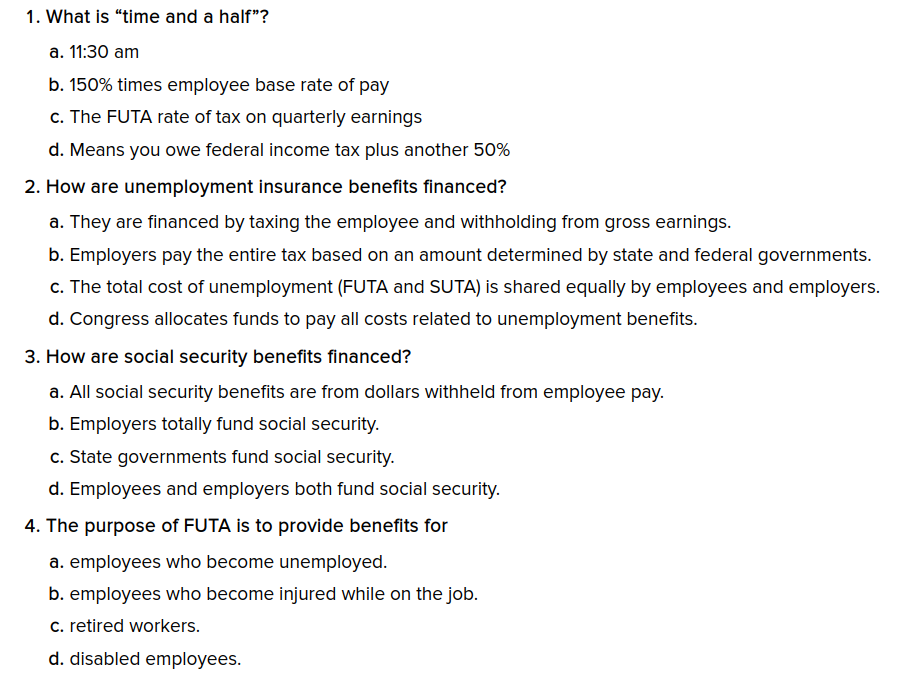 1. What is “time and a half”?
a. 11:30 am
b. 150% times employee base rate of pay
c. The FUTA rate of tax on quarterly earnings
d. Means you owe federal income tax plus another 50%
2. How are unemployment insurance benefits financed?
a. They are financed by taxing the employee and withholding from gross earnings.
b. Employers pay the entire tax based on an amount determined by state and federal governments.
c. The total cost of unemployment (FUTA and SUTA) is shared equally by employees and employers.
d. Congress allocates funds to pay all costs related to unemployment benefits.
3. How are social security benefits financed?
a. All social security benefits are from dollars withheld from employee pay.
b. Employers totally fund social security.
c. State governments fund social security.
d. Employees and employers both fund social security.
4. The purpose of FUTA is to provide benefits for
a. employees who become unemployed.
b. employees who become injured while on the job.
c. retired workers.
d. disabled employees.